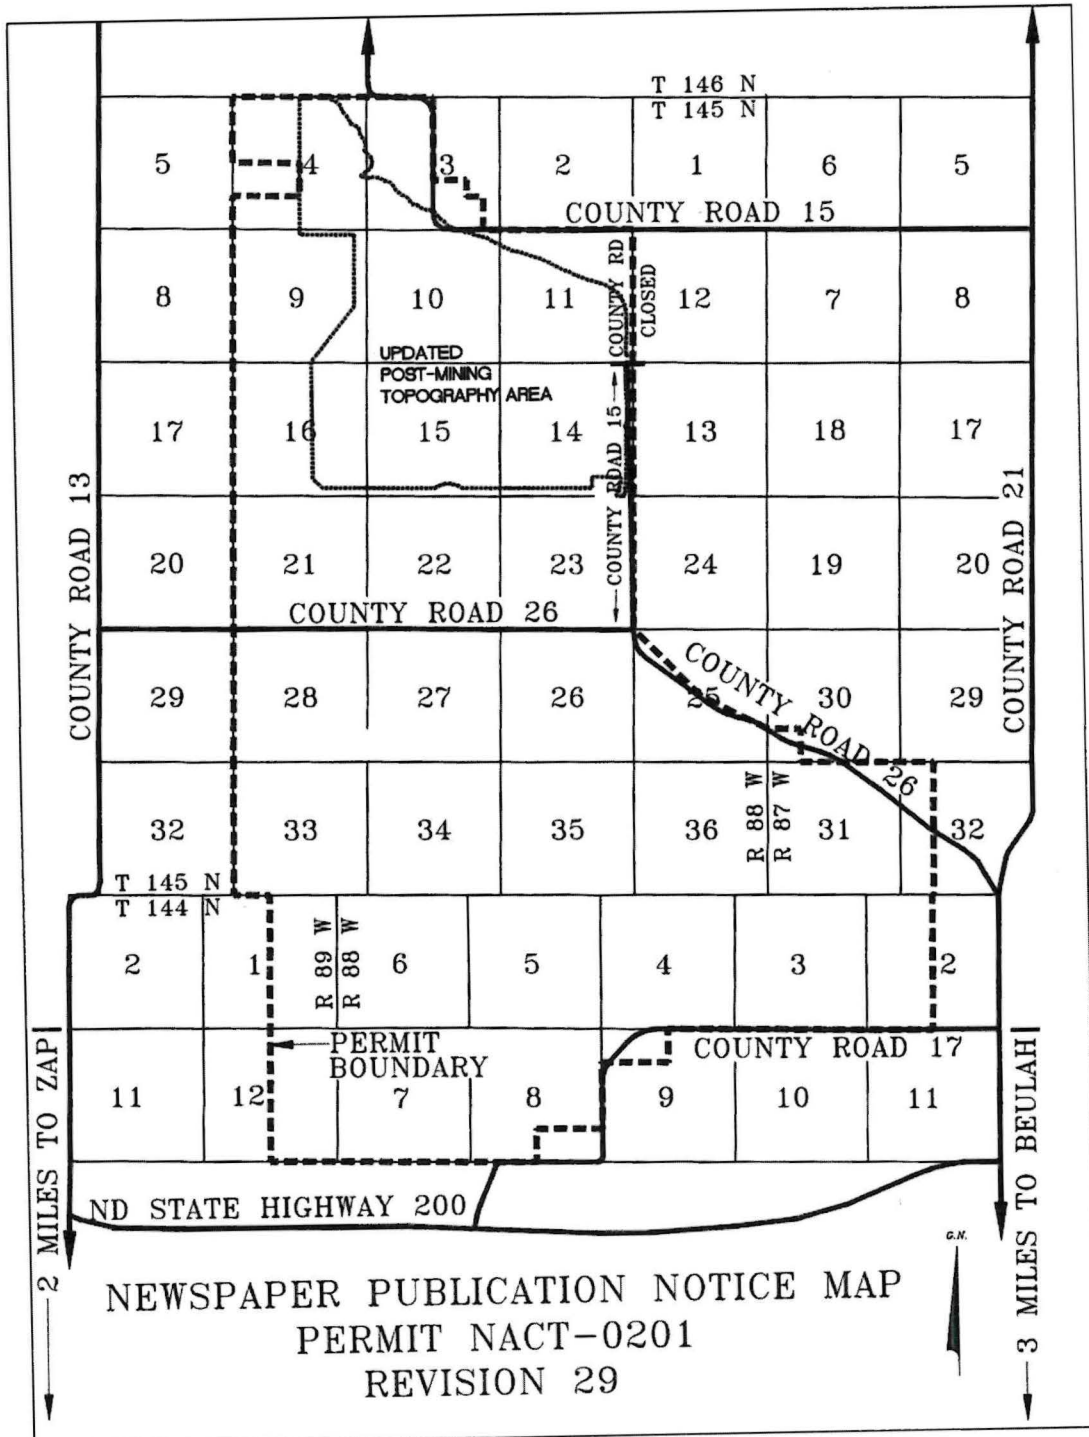 T 146 N
T 145 N
5 4 3 2 1 6 5
COUNTY ROAD 15
8 9 10 11 12 7 8
COUNTY RD
CLOSED
UPDATED
POST-MINING
TOPOGRAPHY AREA
17 16 15 14 13 18 17
COUNTY ROAD 15
COUNTY ROAD 13
COUNTY ROAD 21
20 21 22 23 24 19 20
COUNTY ROAD 26
29 28 27 26 25 30 29
COUNTY ROAD 26
32 33 34 35 36 31 32
R 88 W
R 87 W
T 145 N
T 144 N
R 89 W
R 88 W
2 1 6 5 4 3 2
PERMIT
BOUNDARY
COUNTY ROAD 17
11 12 7 8 9 10 11
2 MILES TO ZAP
3 MILES TO BEULAH
ND STATE HIGHWAY 200
G.N.
NEWSPAPER PUBLICATION NOTICE MAP
PERMIT NACT-0201
REVISION 29